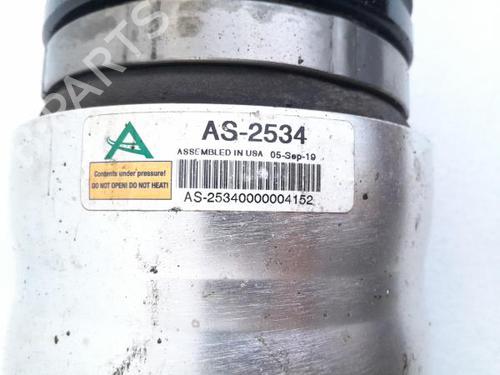 AS-2534
ASSEMBLED IN USA 05-Sep-19
Contents under pressure!
DO NOT OPEN! DO NOT HEAT!
AS-25340000004152